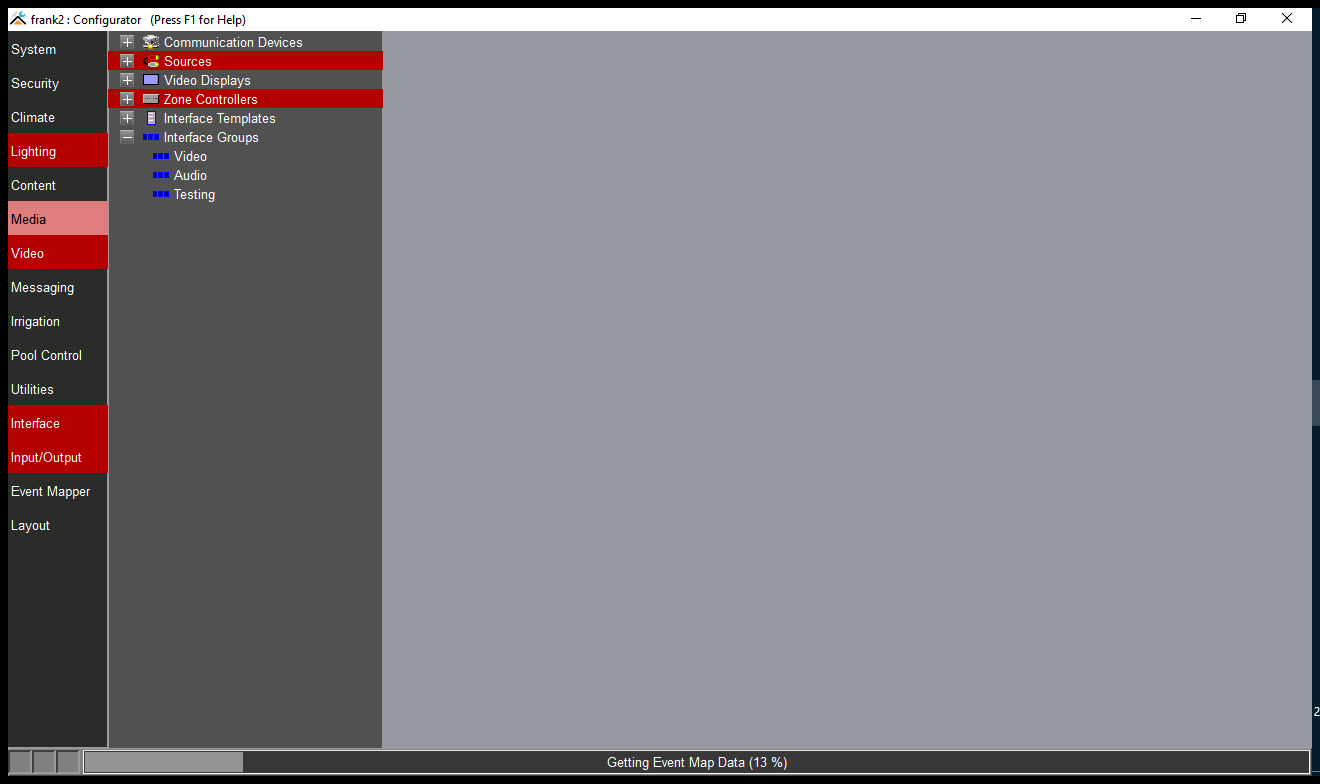 frank2 : Configurator (Press F1 for Help)
System
Security
Climate
Lighting
Content
Media
Video
Messaging
Irrigation
Pool Control
Utilities
Interface
Input/Output
Event Mapper
Layout
Communication Devices
Sources
Video Displays
Zone Controllers
Interface Templates
Interface Groups
Video
Audio
Testing
2
Getting Event Map Data (13 %)